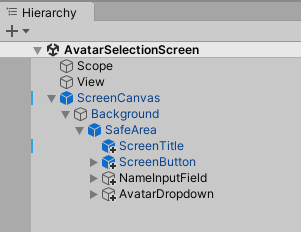 Hierarchy
AvatarSelectionScreen
Scope
View
ScreenCanvas
Background
SafeArea
ScreenTitle
ScreenButton
NameInputField
AvatarDropdown